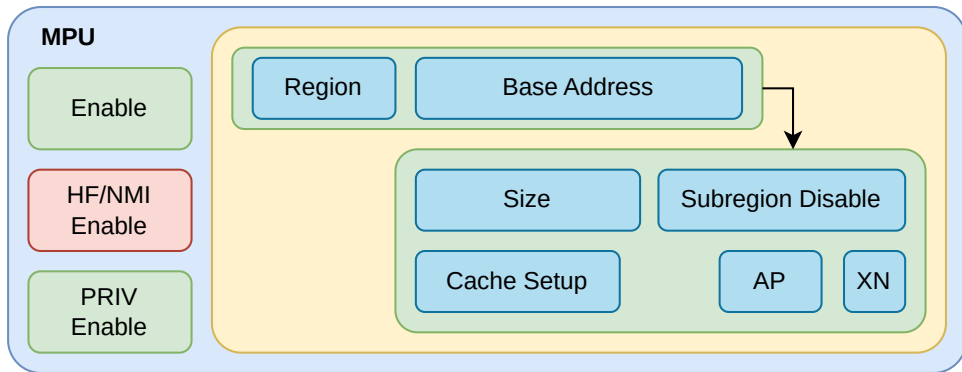 MPU
Enable
HF/NMI
Enable
PRIV
Enable
Region
Base Address
Size
Subregion Disable
Cache Setup
AP
XN